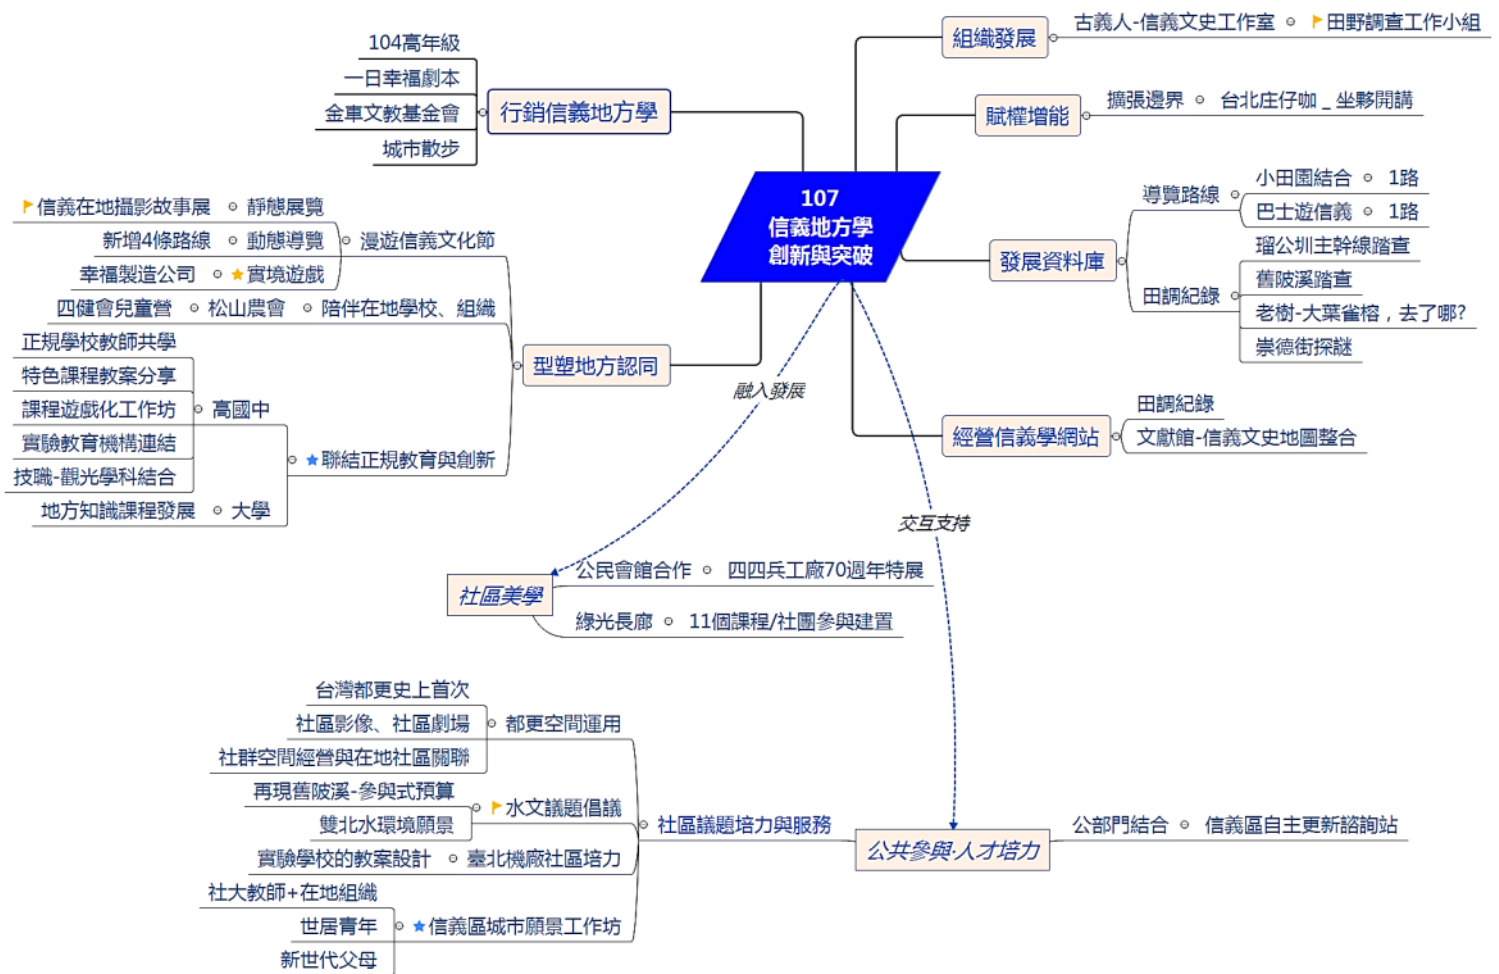 107
信義地方學
創新與突破
行銷信義地方學
104高年級
一日幸福劇本
金車文教基金會
城市散步
型塑地方認同
漫遊信義文化節
靜態展覽
信義在地攝影故事展
動態導覽
新增4條路線
實境遊戲
幸福製造公司
陪伴在地學校、組織
松山農會
四健會兒童營
聯結正規教育與創新
高國中
正規學校教師共學
特色課程教案分享
課程遊戲化工作坊
實驗教育機構連結
技職-觀光學科結合
大學
地方知識課程發展
組織發展
古義人-信義文史工作室
田野調查工作小組
賦權增能
擴張邊界
台北庄仔咖 _ 坐夥開講
發展資料庫
導覽路線
小田園結合
1路
巴士遊信義
1路
田調紀錄
瑠公圳主幹線踏查
舊陂溪踏查
老樹-大葉雀榕，去了哪?
崇德街探謎
經營信義學網站
田調紀錄
文獻館-信義文史地圖整合
融入發展
交互支持
社區美學
公民會館合作
四四兵工廠70週年特展
綠光長廊
11個課程/社團參與建置
公共參與·人才培力
公部門結合
信義區自主更新諮詢站
社區議題培力與服務
都更空間運用
台灣都更史上首次
社區影像、社區劇場
社群空間經營與在地社區關聯
水文議題倡議
再現舊陂溪-參與式預算
雙北水環境願景
臺北機廠社區培力
實驗學校的教案設計
信義區城市願景工作坊
社大教師+在地組織
世居青年
新世代父母